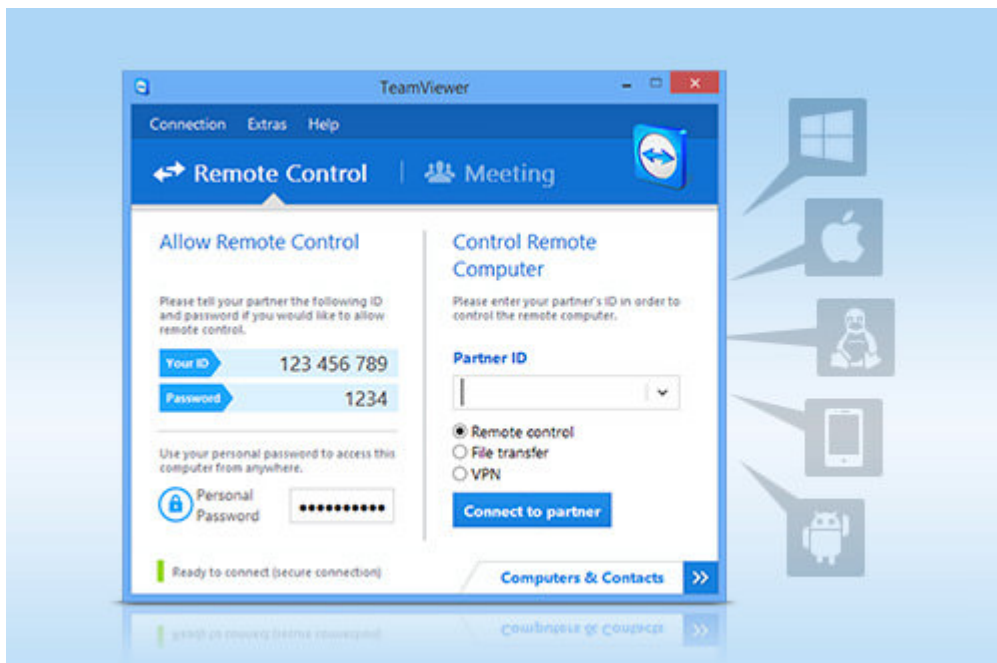 TeamViewer
Connection Extras Help
Remote Control
Meeting
Allow Remote Control
Please tell your partner the following ID
and password if you would like to allow
remote control.
Your ID 123 456 789
Password 1234
Use your personal password to access this
computer from anywhere.
Personal
Password
Ready to connect (secure connection)
Control Remote
Computer
Please enter your partner's ID in order to
control the remote computer.
Partner ID
Remote control
File transfer
VPN
Connect to partner
Computers & Contacts